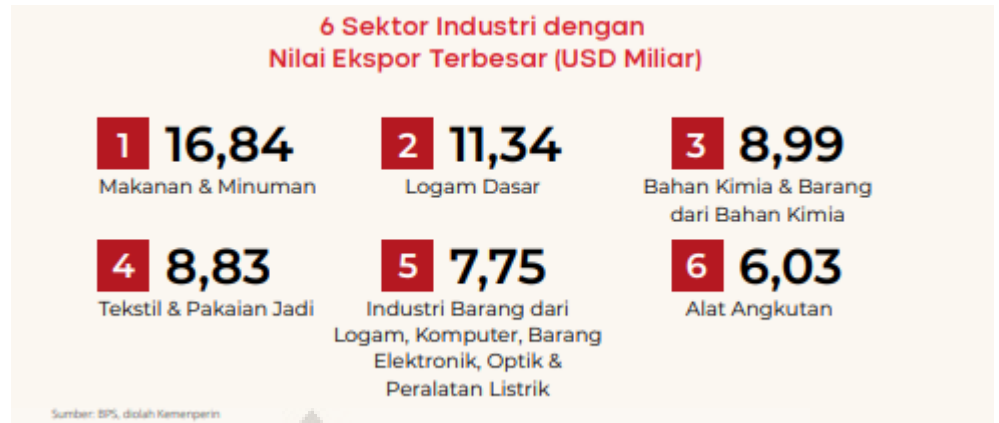 6 Sektor Industri dengan
Nilai Ekspor Terbesar (USD Miliar)
1 16,84
Makanan & Minuman
2 11,34
Logam Dasar
3 8,99
Bahan Kimia & Barang
dari Bahan Kimia
4 8,83
Tekstil & Pakaian Jadi
5 7,75
Industri Barang dari
Logam, Komputer, Barang
Elektronik, Optik &
Peralatan Listrik
6 6,03
Alat Angkutan
Sumber: BPS, diolah Kemenperin